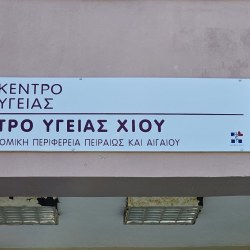 ΚΕΝΤΡΟ
ΥΓΕΙΑΣ
ΤΡΟ ΥΓΕΙΑΣ ΧΙΟΥ
ΟΜΙΚΗ ΠΕΡΙΦΕΡΕΙΑ ΠΕΙΡΑΙΩΣ ΚΑΙ ΑΙΓΑΙΟΥ